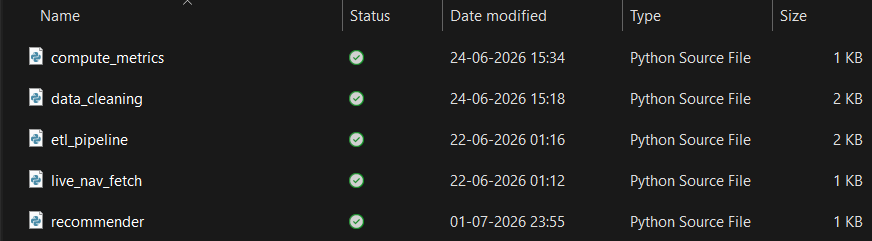 Name Status Date modified Type Size
compute_metrics 24-06-2026 15:34 Python Source File 1 KB
data_cleaning 24-06-2026 15:18 Python Source File 2 KB
etl_pipeline 22-06-2026 01:16 Python Source File 2 KB
live_nav_fetch 22-06-2026 01:12 Python Source File 1 KB
recommender 01-07-2026 23:55 Python Source File 1 KB